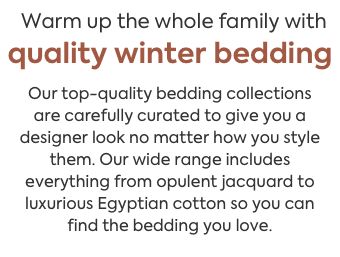 Warm up the whole family with
quality winter bedding
Our top-quality bedding collections
are carefully curated to give you a
designer look no matter how you style
them. Our wide range includes
everything from opulent jacquard to
luxurious Egyptian cotton so you can
find the bedding you love.